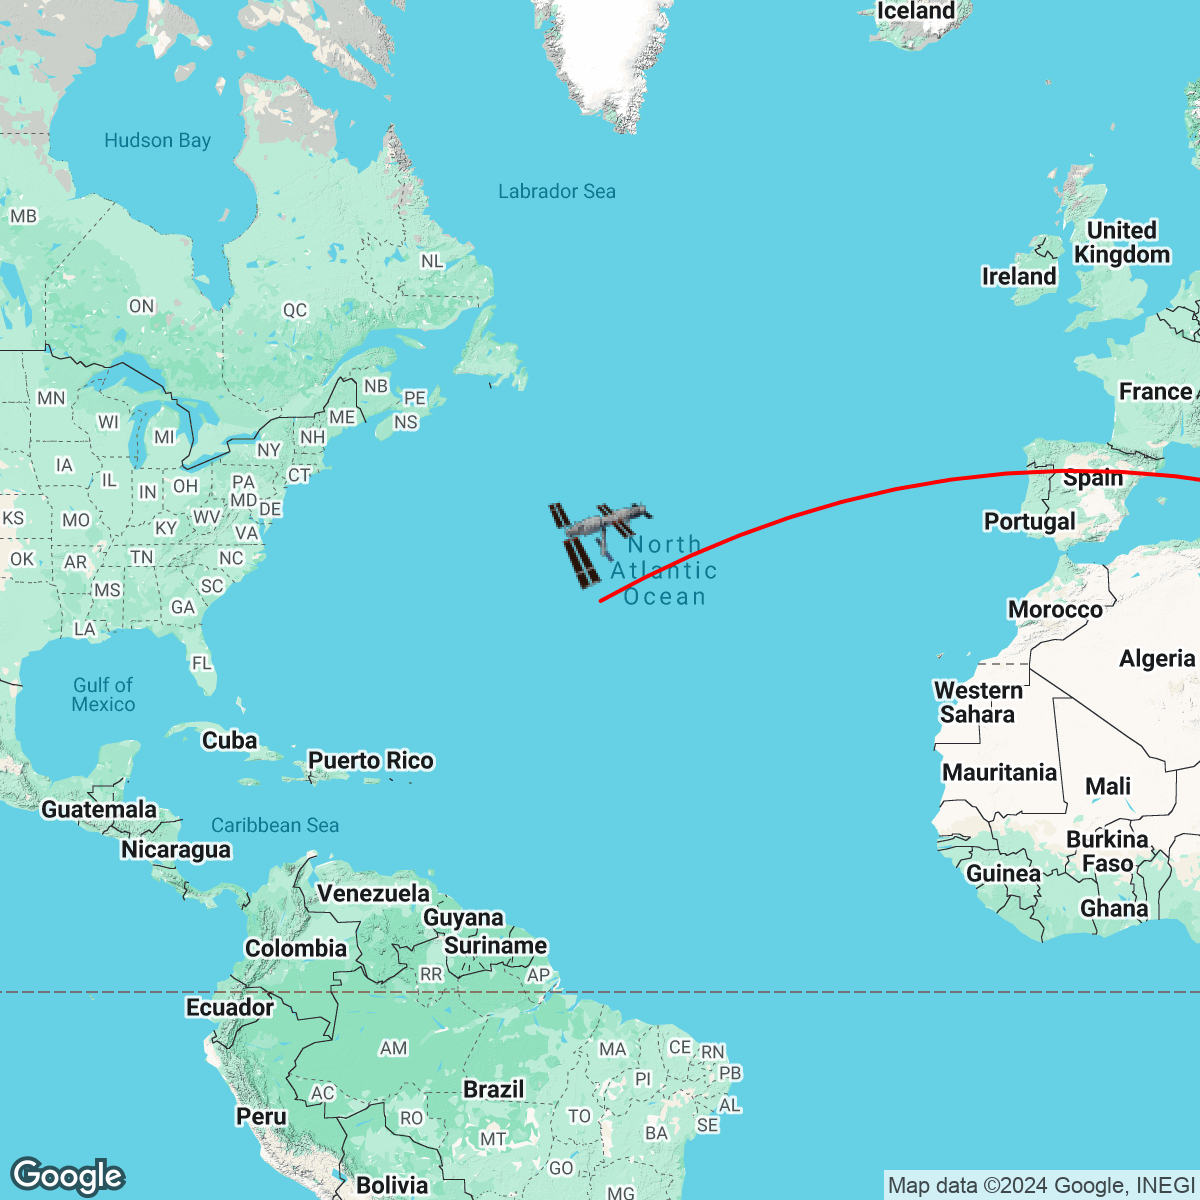 Iceland
Hudson Bay
Labrador Sea
MB
United
Kingdom
NL
Ireland
ON
QC
NB
France
MN
PE
ME
NS
WI
MI
NH
NY
IA
CT
Spain
IL
PA
OH
IN
MD
DE
KS
MO
WV
Portugal
KY
VA
North
OK
AR
TN
NC
Atlantic
MS
SC
Ocean
GA
Morocco
LA
FL
Algeria
Gulf of
Mexico
Western
Sahara
Cuba
Puerto Rico
Mauritania
Mali
Guatemala
Caribbean Sea
Burkina
Faso
Nicaragua
Guinea
Venezuela
Ghana
Guyana
Suriname
Colombia
RR
AP
Ecuador
AM
MA
CE
RN
PI
PB
Brazil
AC
AL
RO
TO
Peru
SE
BA
MT
GO
Google
Bolivia
MG
Map data ©2024 Google, INEGI